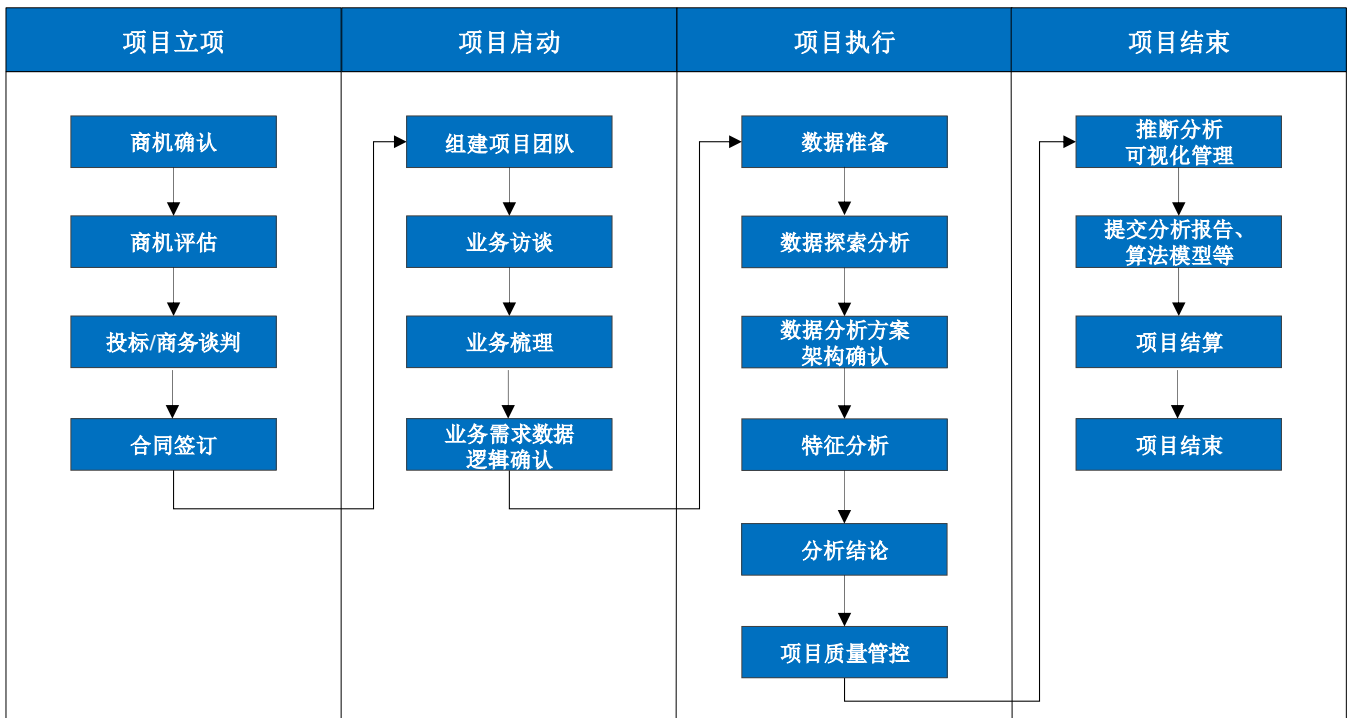 项目立项
项目启动
项目执行
项目结束
商机确认
商机评估
投标/商务谈判
合同签订
组建项目团队
业务访谈
业务梳理
业务需求数据
逻辑确认
数据准备
数据探索分析
数据分析方案
架构确认
特征分析
分析结论
项目质量管控
推断分析
可视化管理
提交分析报告、
算法模型等
项目结算
项目结束